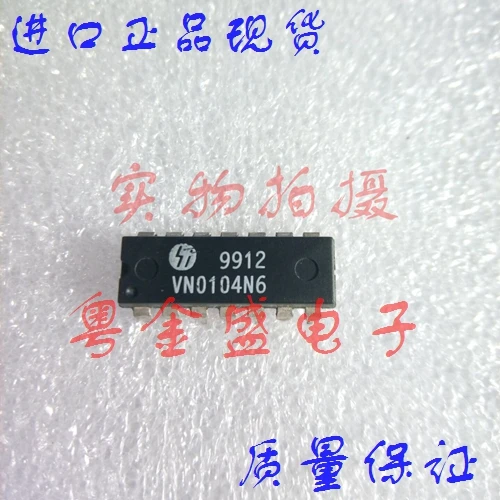 进口正品现货
实物拍摄
9912
VN0104N6
粤金盛电子
质量保证